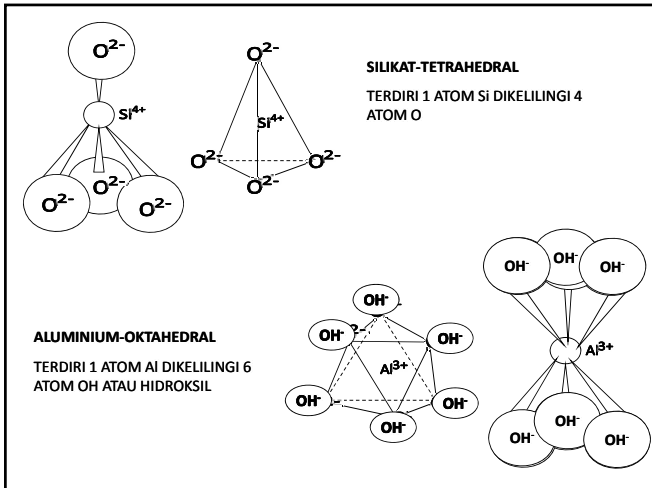 O²⁻
Si⁴⁺
O²⁻
O²⁻
O²⁻
O²⁻
Si⁴⁺
O²⁻
O²⁻
O²⁻
SILIKAT-TETRAHEDRAL
TERDIRI 1 ATOM Si DIKELILINGI 4
ATOM O
ALUMINIUM-OKTAHEDRAL
TERDIRI 1 ATOM Al DIKELILINGI 6
ATOM OH ATAU HIDROKSIL
OH⁻
OH⁻
OH⁻
Al³⁺
OH⁻
OH⁻
OH⁻
OH⁻
OH⁻
OH⁻
Al³⁺
OH⁻
OH⁻
OH⁻